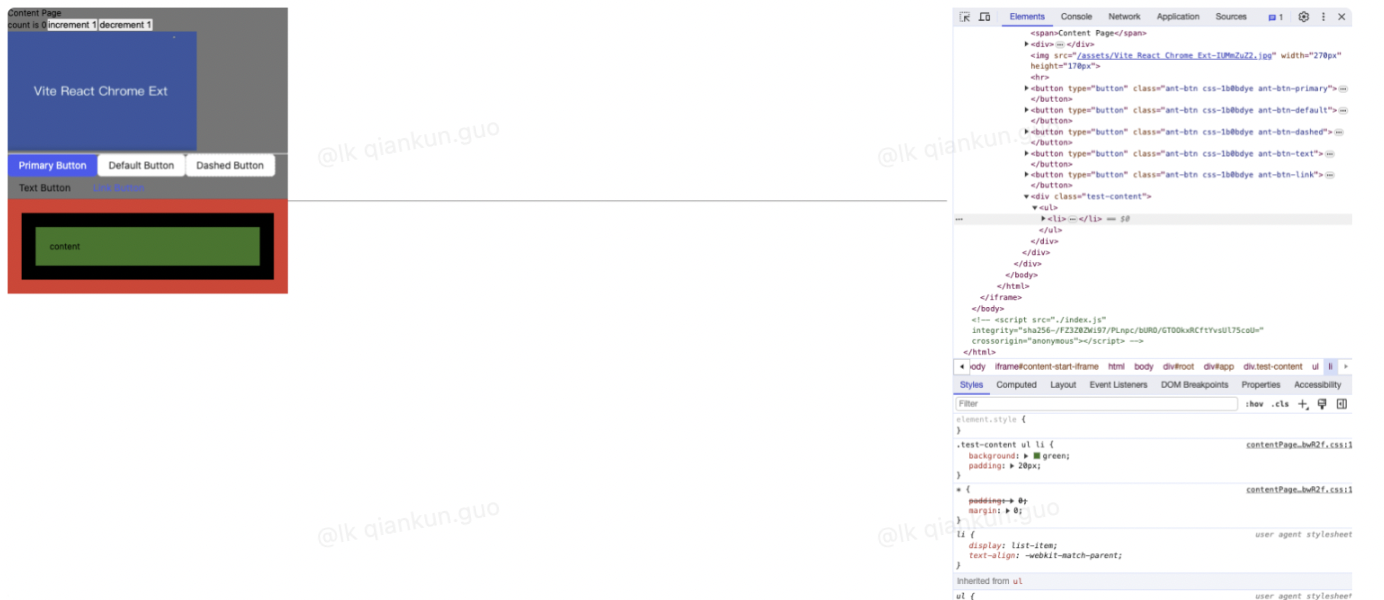 Content Page
count is 0 increment 1 decrement 1
Vite React Chrome Ext
Primary Button Default Button Dashed Button
Text Button Link Button
content
@lk qiankun.guo
@lk qiankun.guo
@lk qiankun.guo
@lk qiankun.guo
Elements Console Network Application Sources 1
<span>Content Page</span>
▶<div>…</div>
<img src="/assets/Vite React Chrome Ext-IUMmZuZ2.jpg" width="270px"
height="170px">
<hr>
▶<button type="button" class="ant-btn css-1b0bdye ant-btn-primary">…
</button>
▶<button type="button" class="ant-btn css-1b0bdye ant-btn-default">…
</button>
▶<button type="button" class="ant-btn css-1b0bdye ant-btn-dashed">…
</button>
▶<button type="button" class="ant-btn css-1b0bdye ant-btn-text">…
</button>
▶<button type="button" class="ant-btn css-1b0bdye ant-btn-link">…
</button>
▼<div class="test-content">
▼<ul>
… ▶<li>…</li> == $0
</ul>
</div>
</div>
</div>
</body>
</html>
</iframe>
</body>
<!-- <script src="./index.js"
crossorigin="anonymous"></script> -->
</html>
body iframe#content-start-iframe html body div#root div#app div.test-content ul li
Styles Computed Layout Event Listeners DOM Breakpoints Properties Accessibility
Filter :hov .cls
element.style {
}
.test-content ul li { contentPage…bwR2f.css:1
background: ▶ green;
padding: ▶ 20px;
}
* { contentPage…bwR2f.css:1
padding: ▶ 0;
margin: ▶ 0;
}
li { user agent stylesheet
display: list-item;
text-align: -webkit-match-parent;
}
Inherited from ul
ul { user agent stylesheet